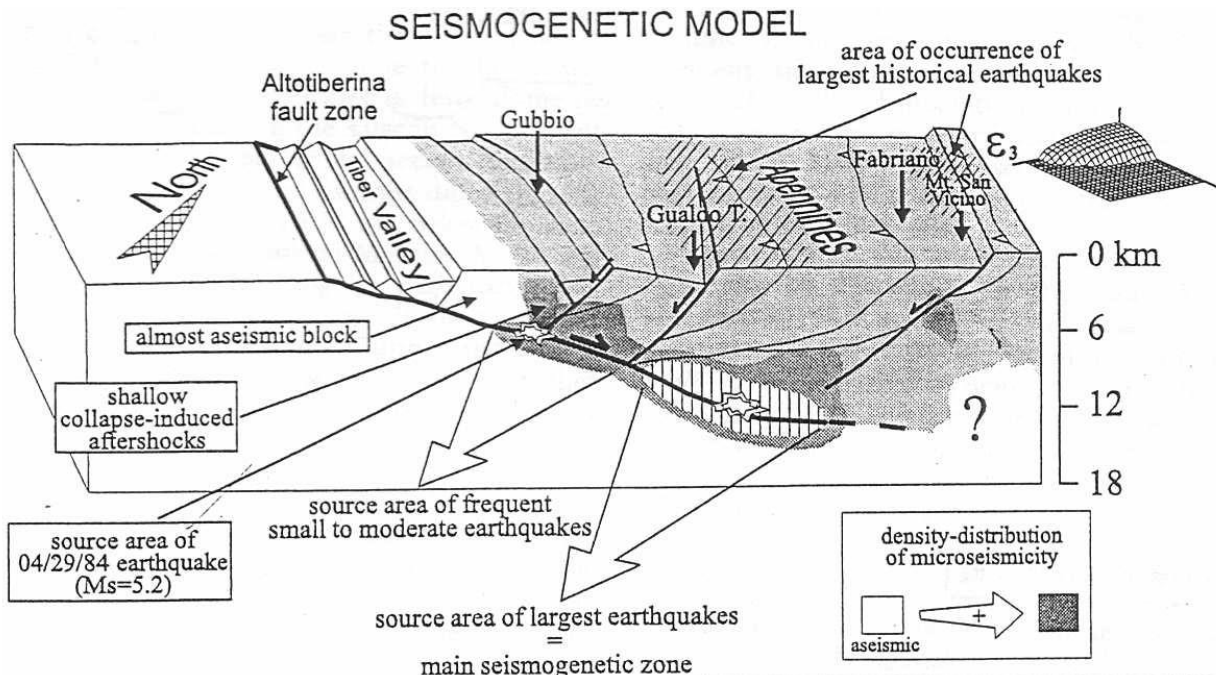 SEISMOGENETIC MODEL
area of occurrence of
largest historical earthquakes
Altotiberina
fault zone
Gubbio
North
Tiber Valley
Gualdo T.
Apennines
Fabriano
Mt. San
Vicino
ε₃
0 km
6
12
18
?
almost aseismic block
shallow
collapse-induced
aftershocks
source area of
04/29/84 earthquake
(Ms=5.2)
source area of frequent
small to moderate earthquakes
source area of largest earthquakes
=
main seismogenetic zone
density-distribution
of microseismicity
+
aseismic